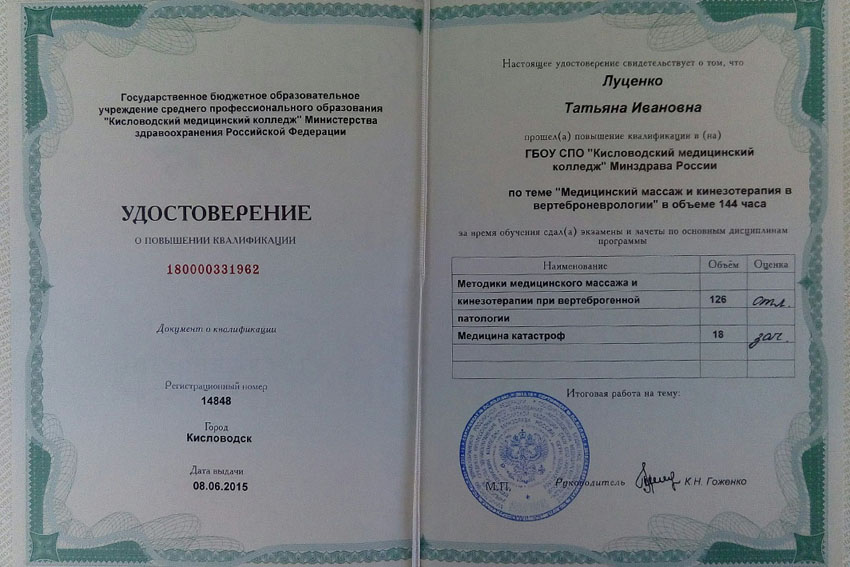 Государственное бюджетное образовательное
учреждение среднего профессионального образования
"Кисловодский медицинский колледж" Министерства
здравоохранения Российской Федерации
УДОСТОВЕРЕНИЕ
О ПОВЫШЕНИИ КВАЛИФИКАЦИИ
180000331962
Документ о квалификации
Регистрационный номер
14848
Город
Кисловодск
Дата выдачи
08.06.2015
Настоящее удостоверение свидетельствует о том, что
Луценко
Татьяна Ивановна
прошел(а) повышение квалификации в (на)
ГБОУ СПО "Кисловодский медицинский
колледж" Минздрава России
по теме "Медицинский массаж и кинезотерапия в
вертеброневрологии" в объеме 144 часа
за время обучения сдал(а) экзамены и зачеты по основным дисциплинам
программы
Наименование Объём Оценка
Методики медицинского массажа и
кинезотерапии при вертеброгенной 126 отл.
патологии
Медицина катастроф 18 зач.
Итоговая работа на тему:
М.П. Руководитель К.Н. Гоженко